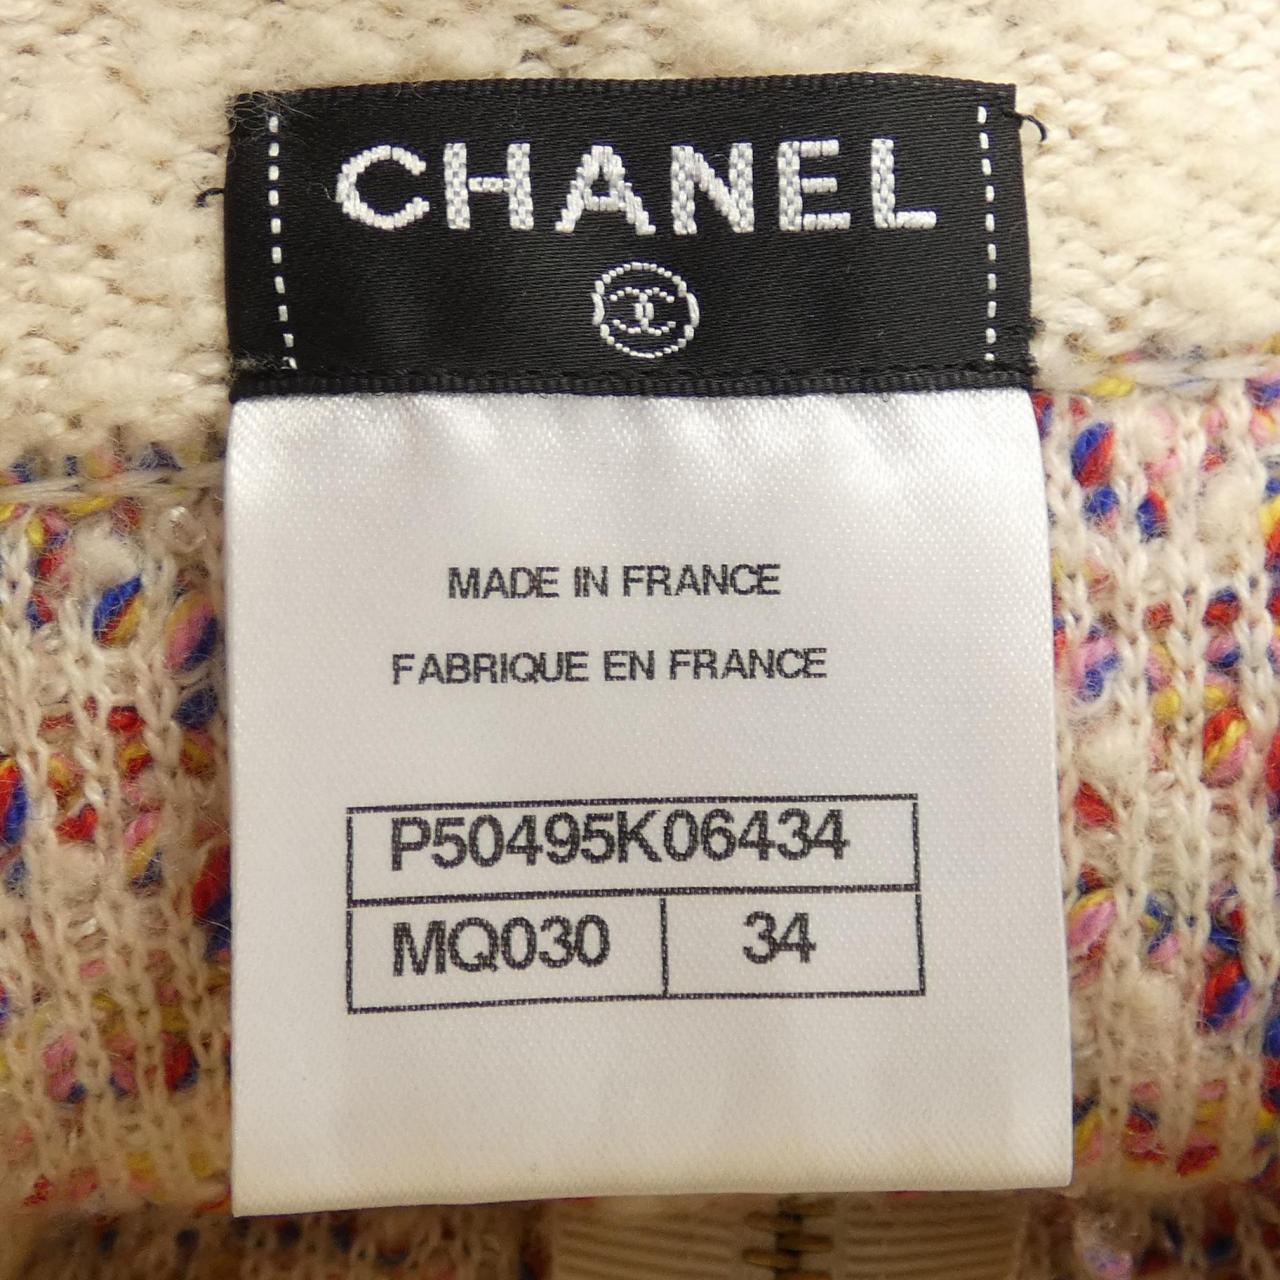 CHANEL
MADE IN FRANCE
FABRIQUE EN FRANCE
P50495K06434
MQ030 34